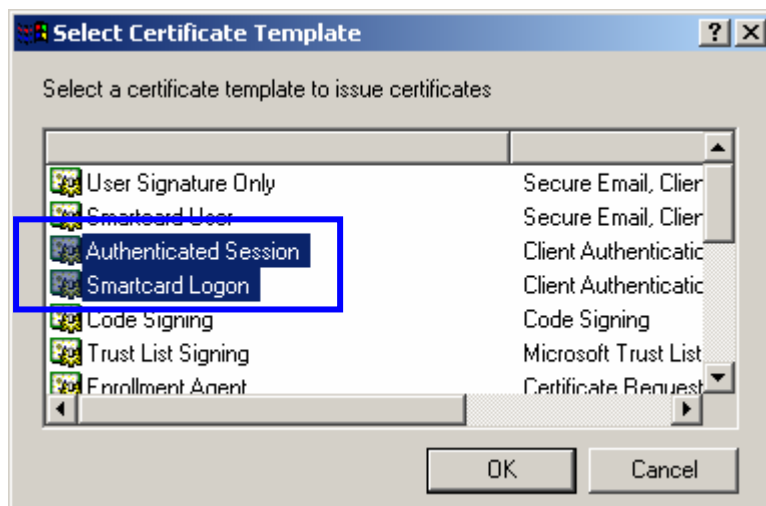 Select Certificate Template
Select a certificate template to issue certificates
User Signature Only Secure Email, Clier
Smartcard User Secure Email, Clier
Authenticated Session Client Authenticatic
Smartcard Logon Client Authenticatic
Code Signing Code Signing
Trust List Signing Microsoft Trust List
Enrollment Agent Certificate Request
OK Cancel